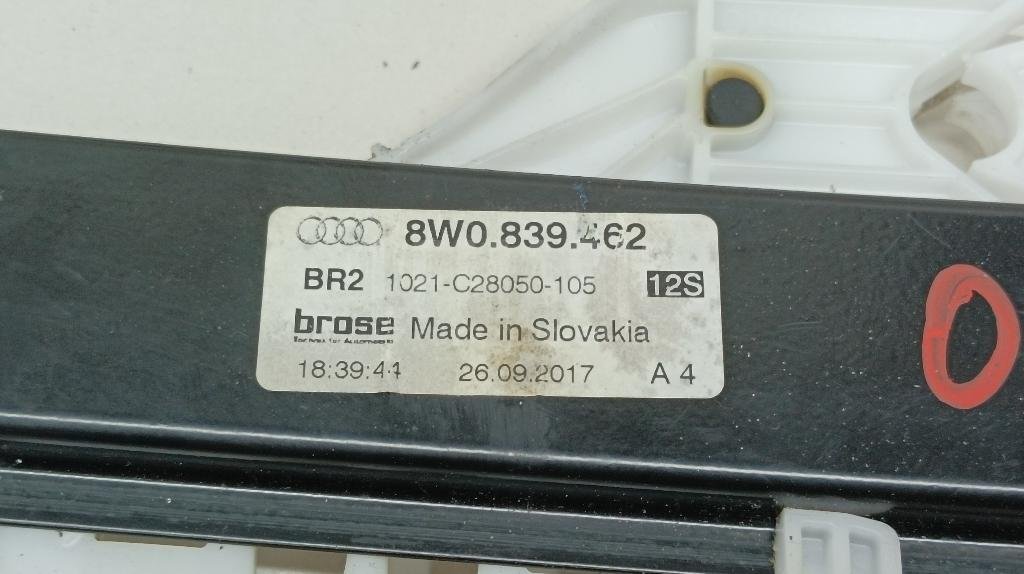 8W0.839.462
BR2 1021-C28050-105 12S
brose Made in Slovakia
18:39:44 26.09.2017 A 4
O